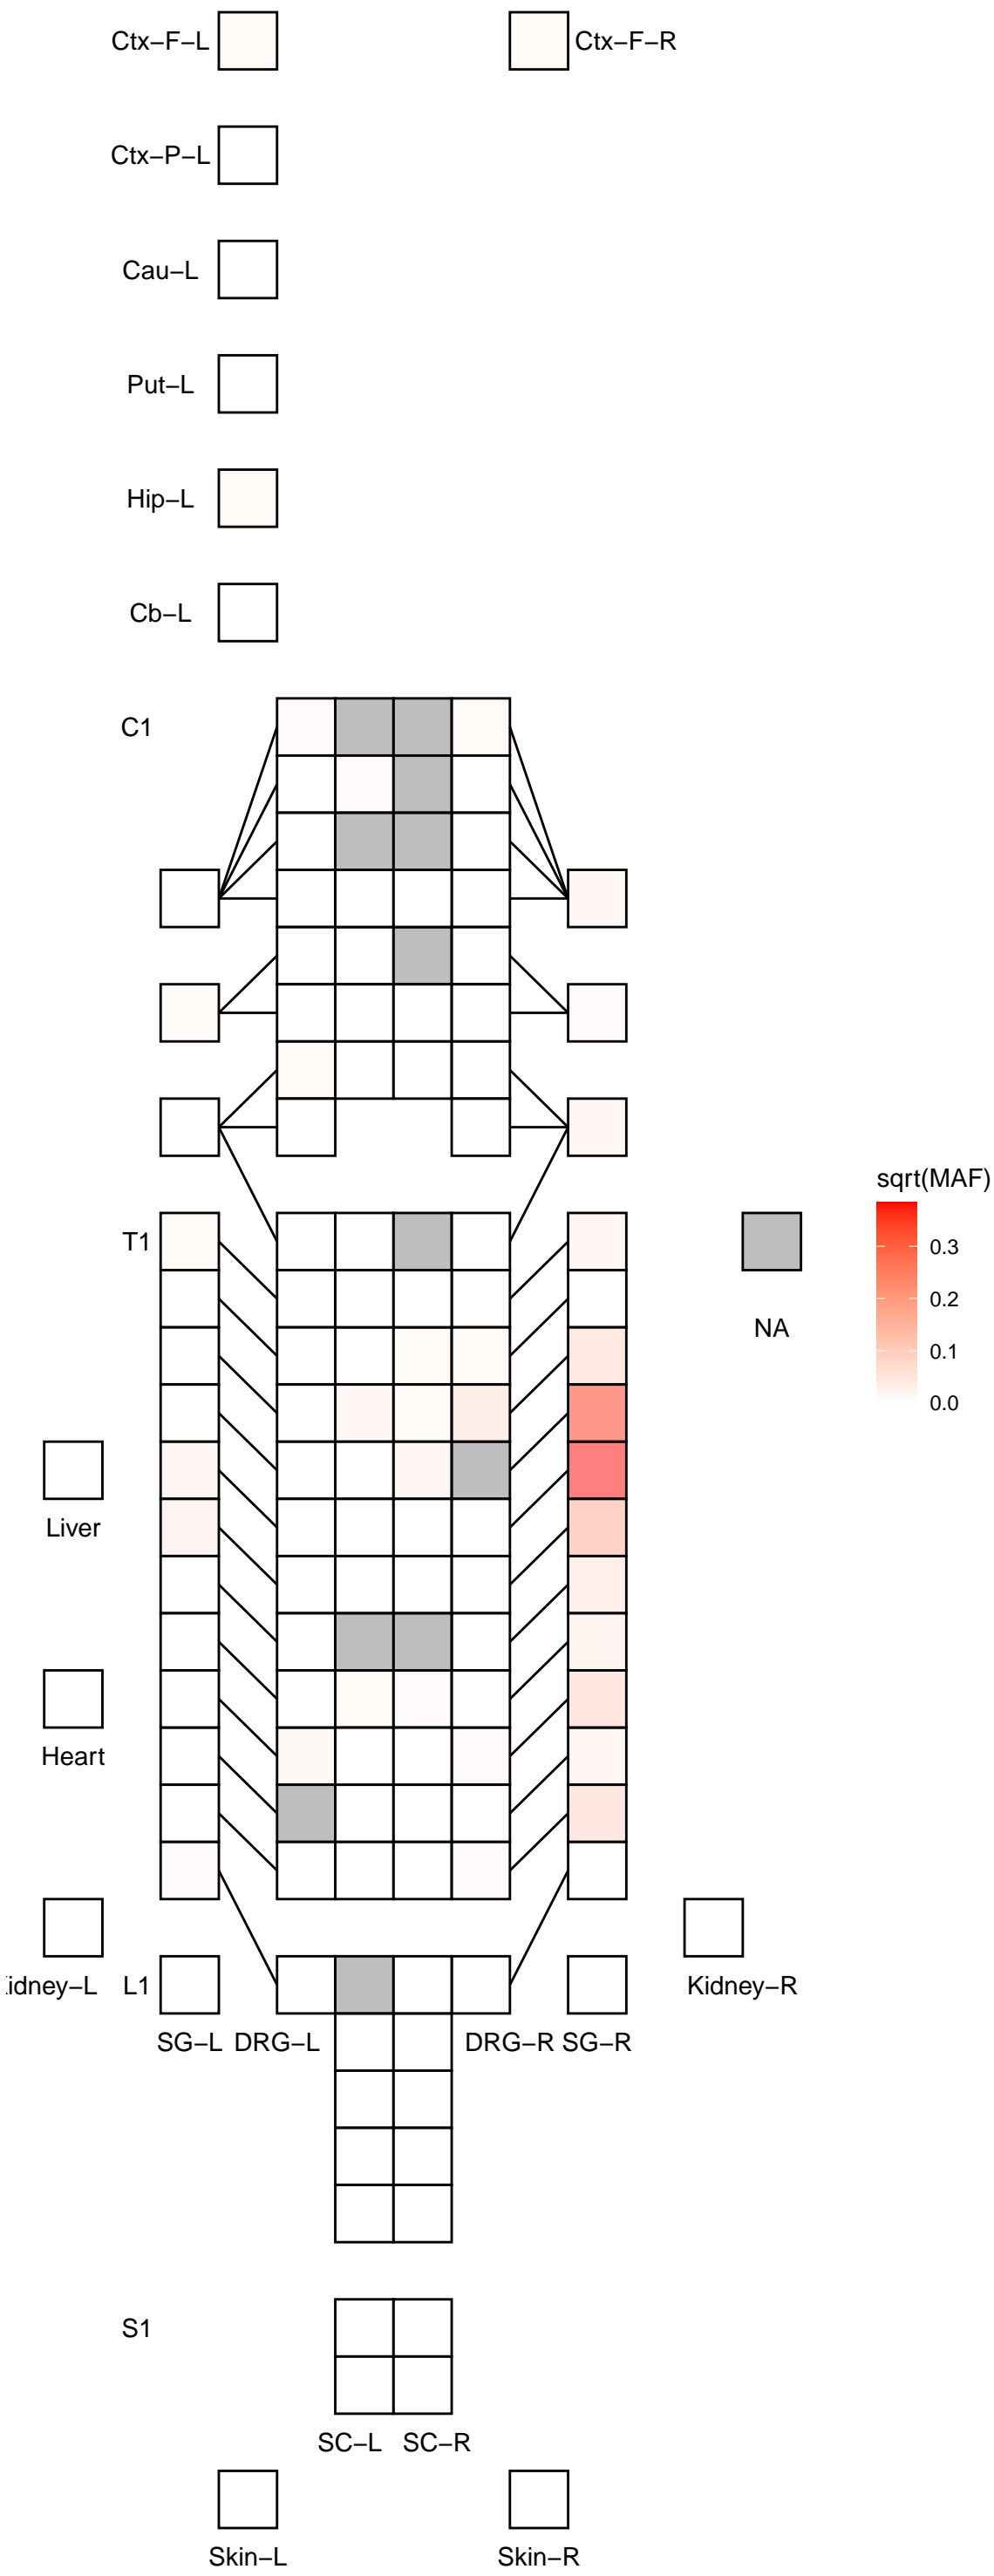 Ctx–F–L
Ctx–F–R
Ctx–P–L
Cau–L
Put–L
Hip–L
Cb–L
C1
sqrt(MAF)
T1
0.3
0.2
NA
0.1
0.0
Liver
Heart
idney–L L1
Kidney–R
SG–L DRG–L
DRG–R SG–R
S1
SC–L SC–R
Skin–L
Skin–R